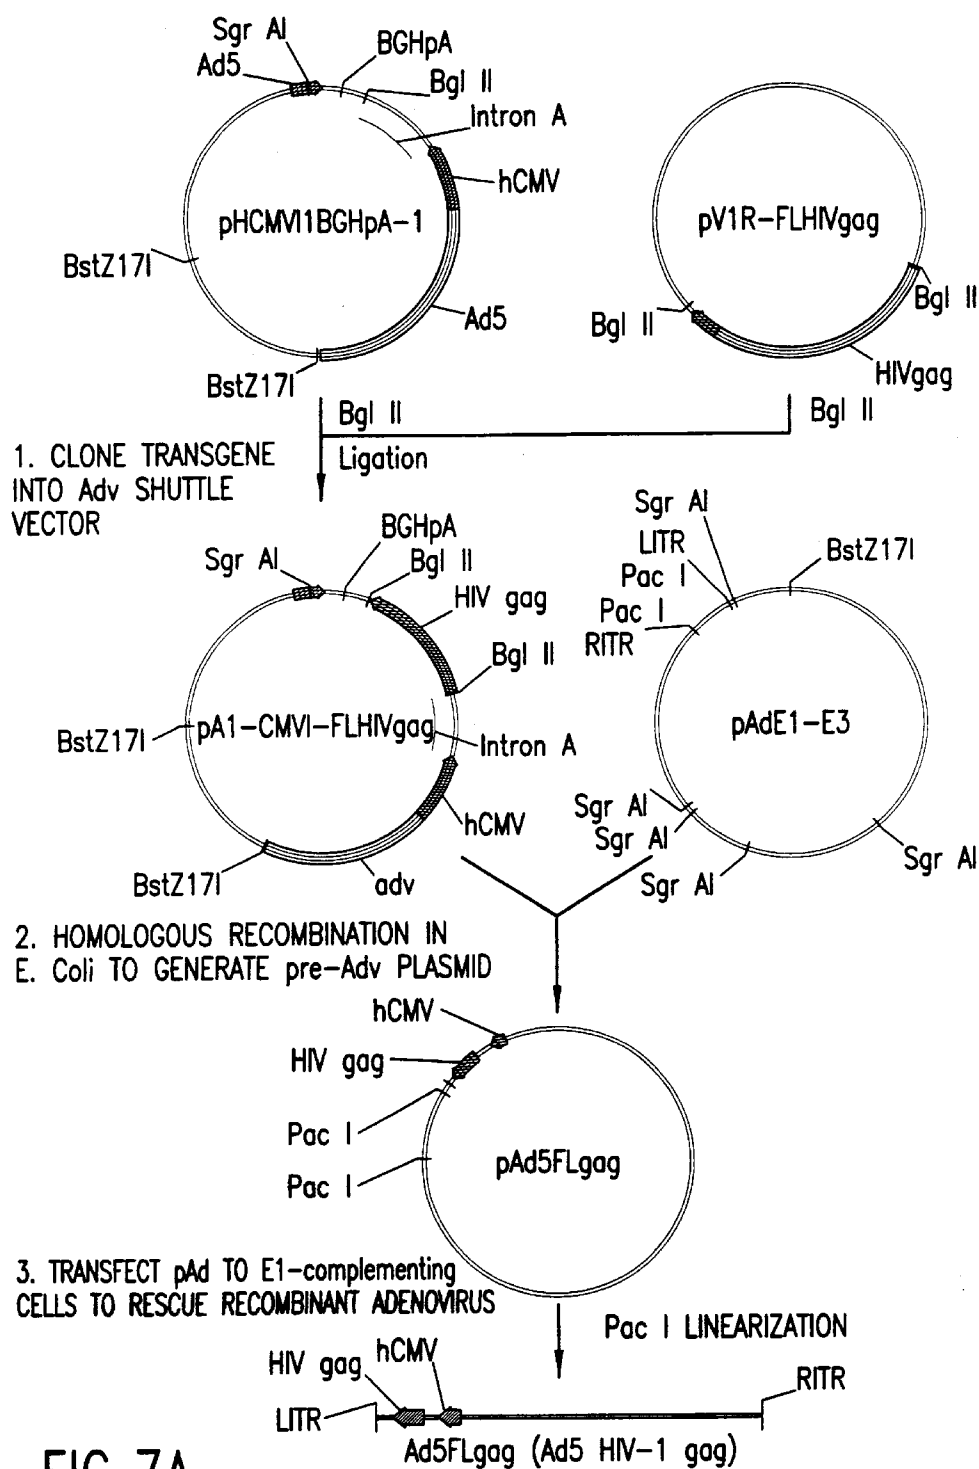 Sgr AI
Ad5
BGHpA
Bgl II
Intron A
hCMV
pHCMVI1BGHpA-1
BstZ17I
Ad5
BstZ17I
pV1R-FLHIVgag
Bgl II
Bgl II
HIVgag
Bgl II
Ligation
Bgl II
1. CLONE TRANSGENE
INTO Adv SHUTTLE
VECTOR
Sgr AI
BGHpA
Bgl II
HIV gag
Bgl II
BstZ17I
pA1-CMVI-FLHIVgag
Intron A
hCMV
BstZ17I
adv
Sgr AI
LITR
Pac I
Pac I
RITR
BstZ17I
pAdE1-E3
Sgr AI
Sgr AI
Sgr AI
Sgr AI
2. HOMOLOGOUS RECOMBINATION IN
E. Coli TO GENERATE pre-Adv PLASMID
hCMV
HIV gag
Pac I
Pac I
pAd5FLgag
3. TRANSFECT pAd TO E1-complementing
CELLS TO RESCUE RECOMBINANT ADENOVIRUS
Pac I LINEARIZATION
HIV gag
hCMV
LITR
RITR
Ad5FLgag (Ad5 HIV-1 gag)
FIG. 7A